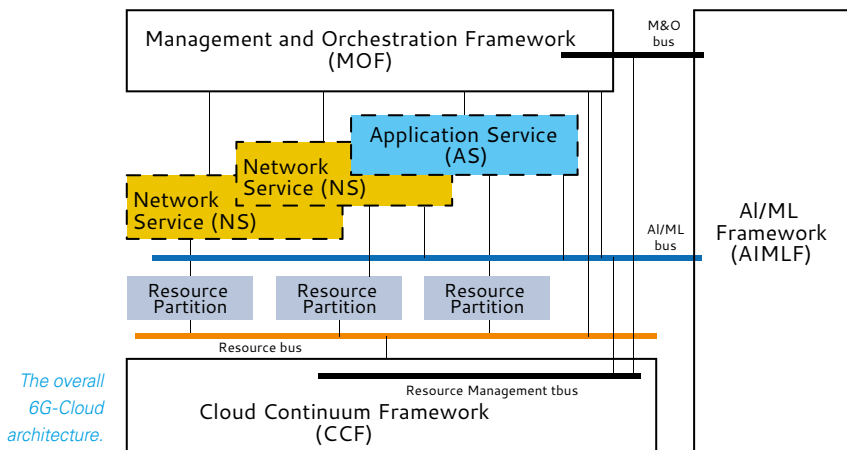 Management and Orchestration Framework
(MOF)
M&O
bus
Application Service
(AS)
Network
Service (NS)
Network
Service (NS)
AI/ML
bus
AI/ML
Framework
(AIMLF)
Resource
Partition
Resource
Partition
Resource
Partition
Resource bus
Resource Management tbus
Cloud Continuum Framework
(CCF)
The overall
6G-Cloud
architecture.